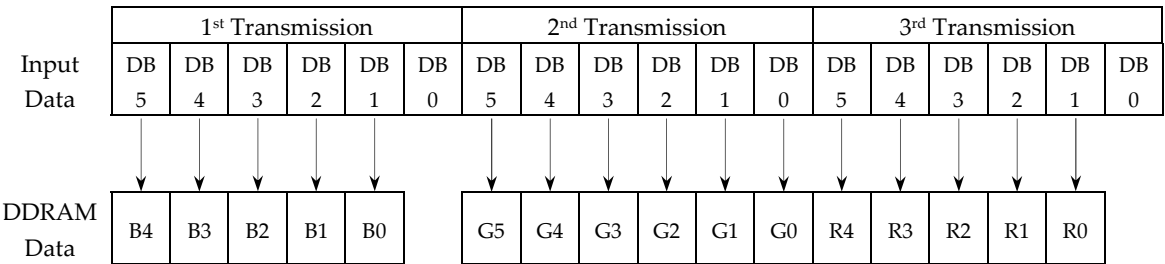 1st Transmission 2nd Transmission 3rd Transmission
Input Data DB 5 DB 4 DB 3 DB 2 DB 1 DB 0 DB 5 DB 4 DB 3 DB 2 DB 1 DB 0 DB 5 DB 4 DB 3 DB 2 DB 1 DB 0
DDRAM Data B4 B3 B2 B1 B0 G5 G4 G3 G2 G1 G0 R4 R3 R2 R1 R0